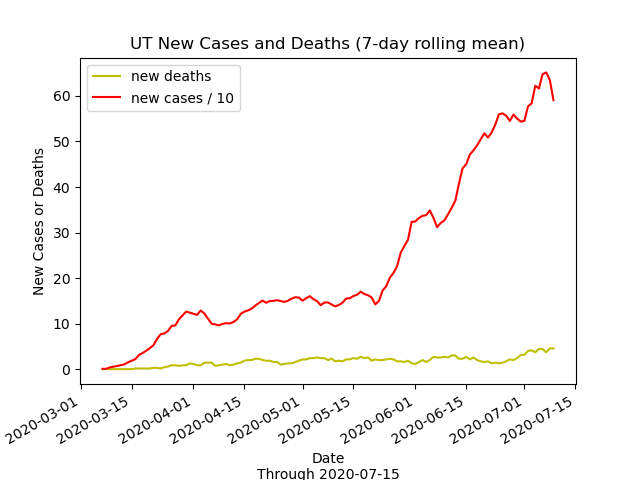 UT New Cases and Deaths (7-day rolling mean)
new deaths
new cases / 10
60
50
40
30
20
10
0
New Cases or Deaths
2020-03-01
2020-03-15
2020-04-01
2020-04-15
2020-05-01
2020-05-15
2020-06-01
2020-06-15
2020-07-01
2020-07-15
Date
Through 2020-07-15